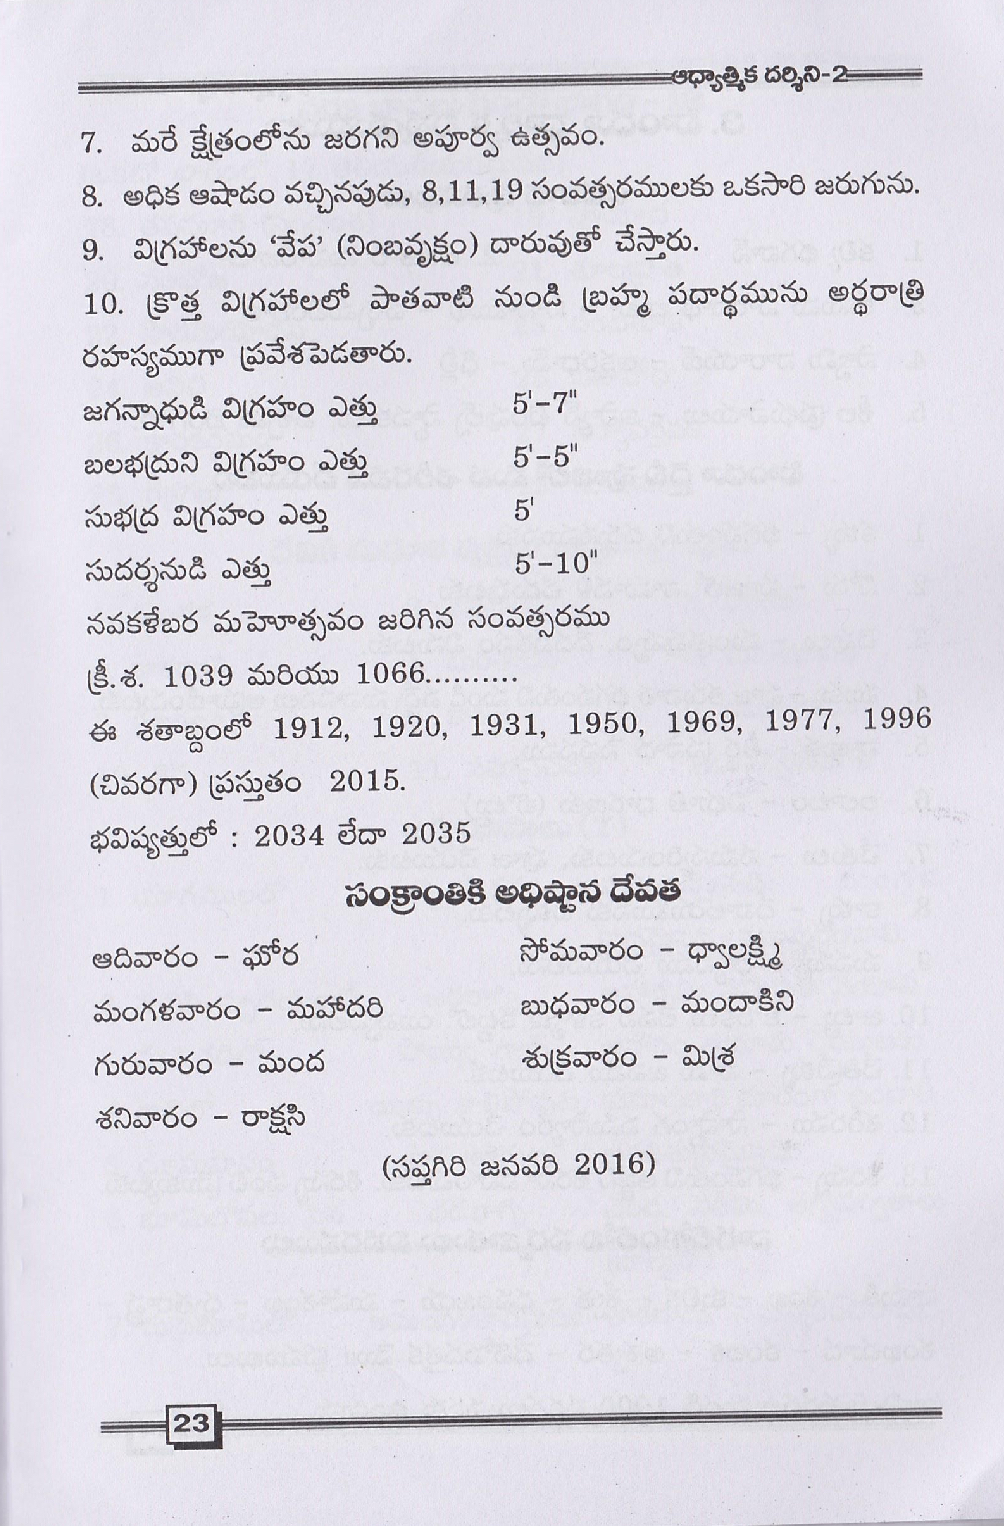 ఆధ్యాత్మిక దర్శిని-2
7. మరే క్షేత్రంలోను జరగని అపూర్వ ఉత్సవం.
8. అధిక ఆషాడం వచ్చినపుడు, 8,11,19 సంవత్సరములకు ఒకసారి జరుగును.
9. విగ్రహాలను ‘వేప’ (నింబవృక్షం) దారువుతో చేస్తారు.
10. క్రొత్త విగ్రహాలలో పాతవాటి నుండి బ్రహ్మ పదార్థమును అర్థరాత్రి
రహస్యముగా ప్రవేశపెడతారు.
జగన్నాధుడి విగ్రహం ఎత్తు 5'-7"
బలభద్రుని విగ్రహం ఎత్తు 5'-5"
సుభద్ర విగ్రహం ఎత్తు 5'
సుదర్శనుడి ఎత్తు 5'-10"
నవకళేబర మహెూత్సవం జరిగిన సంవత్సరము
క్రీ.శ. 1039 మరియు 1066..........
ఈ శతాబ్దంలో 1912, 1920, 1931, 1950, 1969, 1977, 1996
(చివరగా) ప్రస్తుతం 2015.
భవిష్యత్తులో : 2034 లేదా 2035
సంక్రాంతికి అధిష్టాన దేవత
ఆదివారం - ఘోర సోమవారం - ధ్వాలక్ష్మి
మంగళవారం - మహాదరి బుధవారం - మందాకిని
గురువారం - మంద శుక్రవారం - మిశ్ర
శనివారం - రాక్షసి
(సప్తగిరి జనవరి 2016)
23